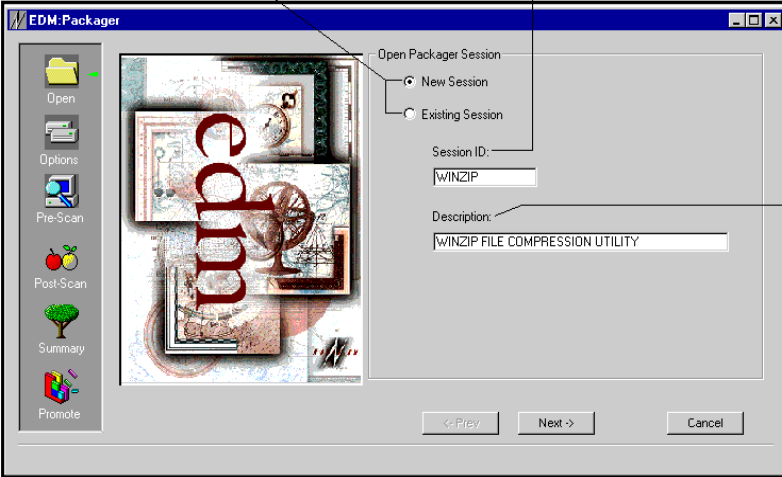 EDM:Packager
Open
Options
Pre-Scan
Post-Scan
Summary
Promote
edm
Open Packager Session
New Session
Existing Session
Session ID:
WINZIP
Description:
WINZIP FILE COMPRESSION UTILITY
<- Prev
Next ->
Cancel